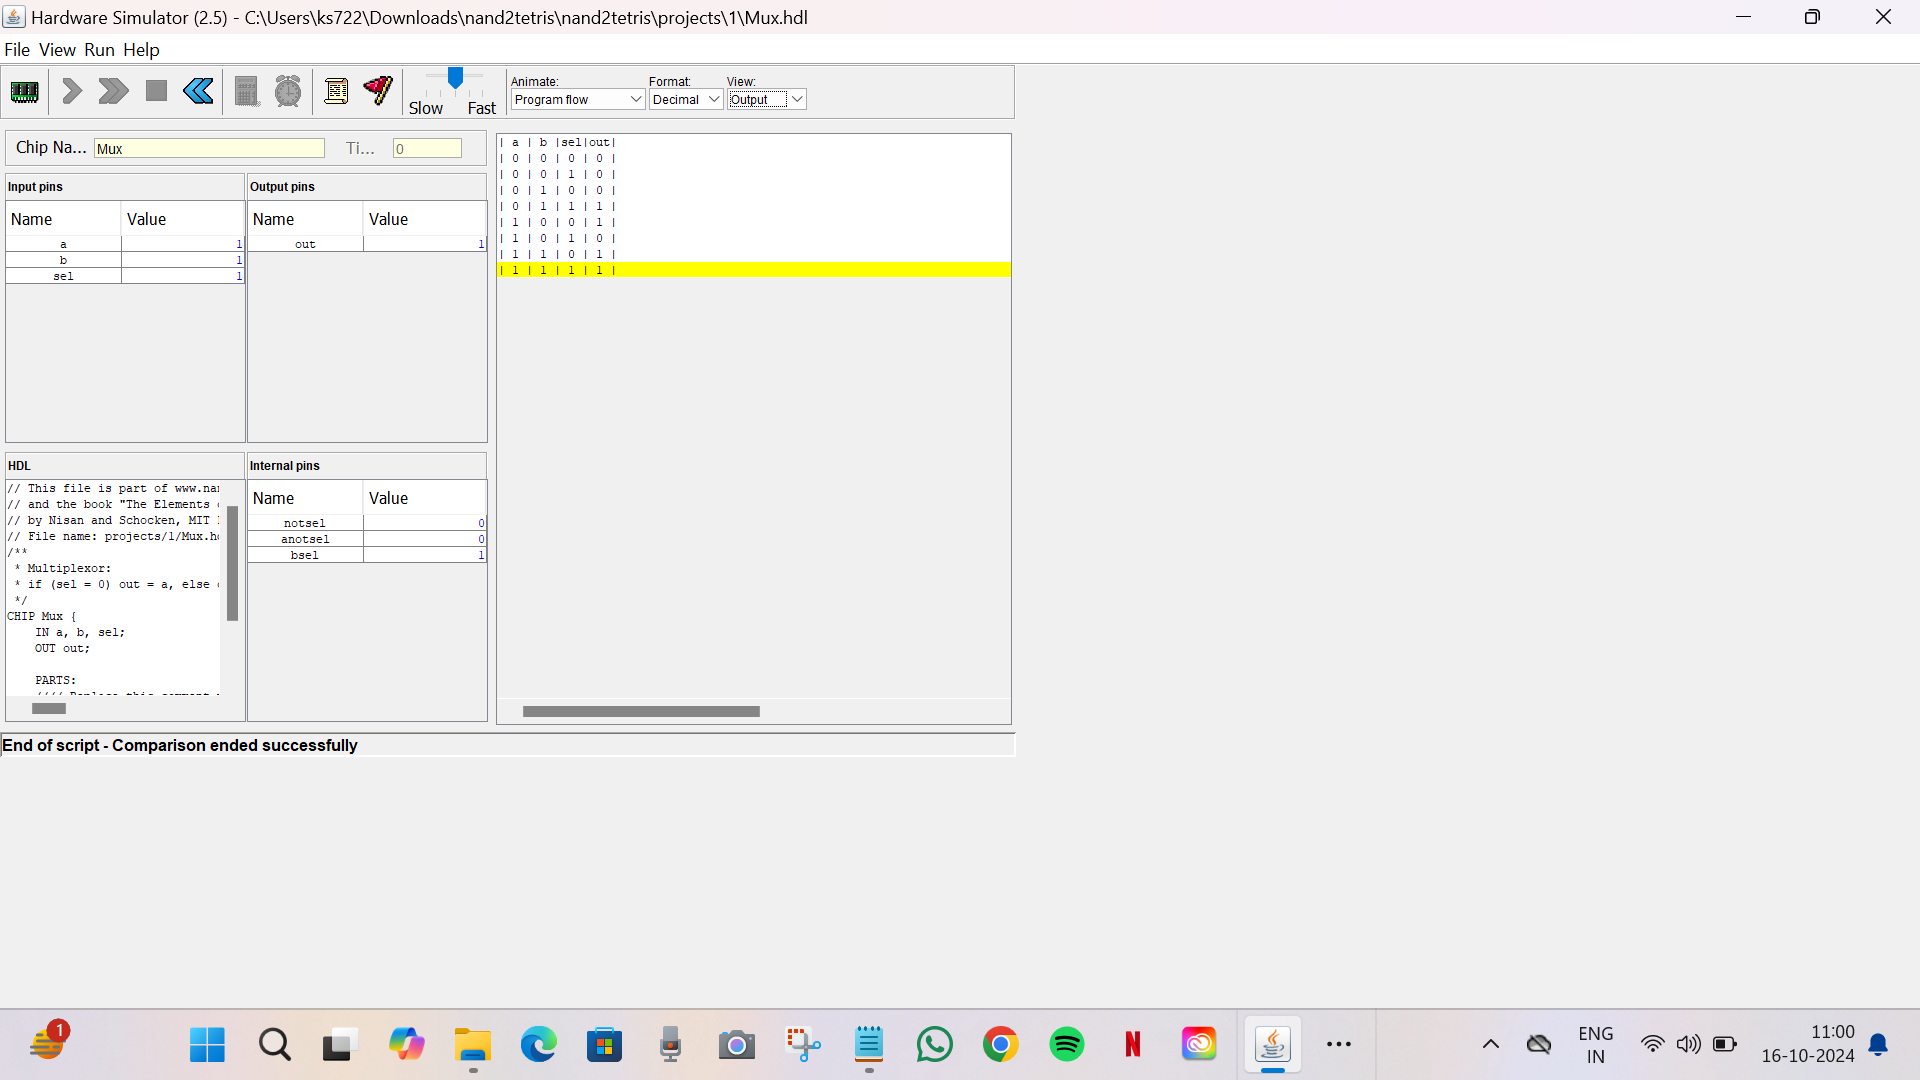 Hardware Simulator (2.5) - C:\Users\ks722\Downloads\nand2tetris\nand2tetris\projects\1\Mux.hdl
File View Run Help
Slow Fast
Animate: Format: View:
Program flow Decimal Output
Chip Na... Mux Ti... 0
Input pins
Name Value
a 1
b 1
sel 1
Output pins
Name Value
out 1
| a | b |sel|out|
| 0 | 0 | 0 | 0 |
| 0 | 0 | 1 | 0 |
| 0 | 1 | 0 | 0 |
| 0 | 1 | 1 | 1 |
| 1 | 0 | 0 | 1 |
| 1 | 0 | 1 | 0 |
| 1 | 1 | 0 | 1 |
| 1 | 1 | 1 | 1 |
HDL
// This file is part of www.nan
// and the book "The Elements
// by Nisan and Schocken, MIT
// File name: projects/1/Mux.hd
/**
* Multiplexor:
* if (sel = 0) out = a, else
*/
CHIP Mux {
IN a, b, sel;
OUT out;
PARTS:
Internal pins
Name Value
notsel 0
anotsel 0
bsel 1
End of script - Comparison ended successfully
1
N
ENG
IN
11:00
16-10-2024